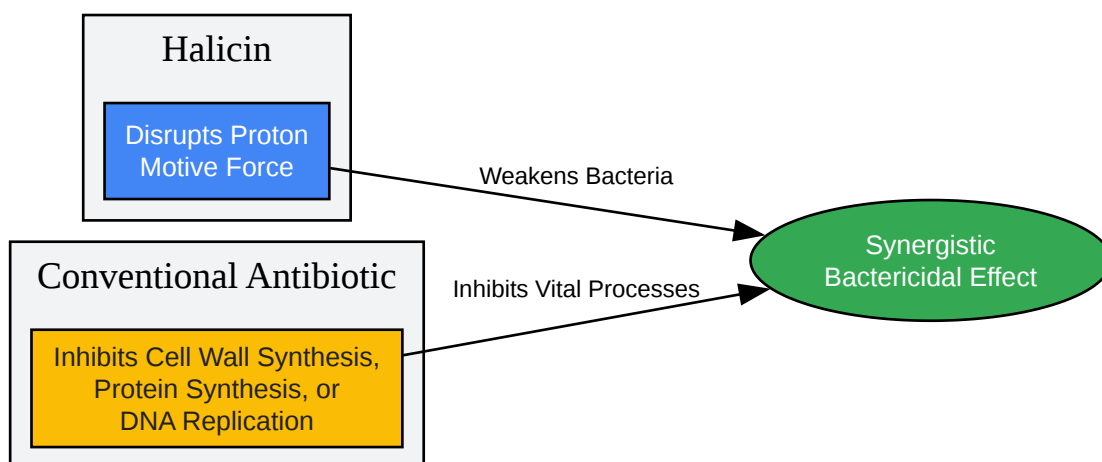 Halicin
Disrupts Proton
Motive Force
Weakens Bacteria
Conventional Antibiotic
Inhibits Vital Processes
Inhibits Cell Wall Synthesis,
Protein Synthesis, or
DNA Replication
Synergistic
Bactericidal Effect